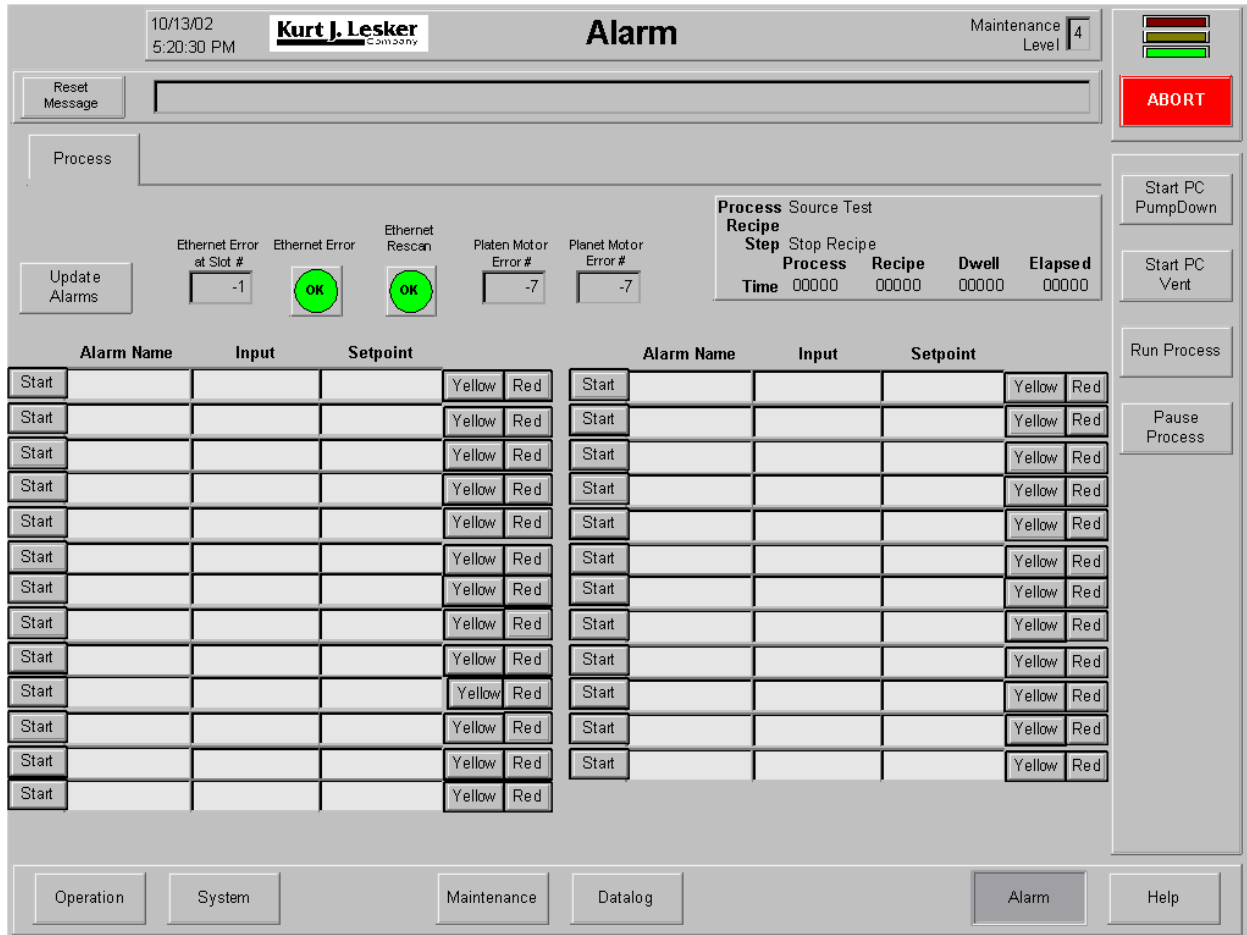 10/13/02
5:20:30 PM
Kurt J. Lesker
Company
Alarm
Maintenance
Level 4
Reset
Message
ABORT
Process
Start PC
PumpDown
Start PC
Vent
Run Process
Pause
Process
Update
Alarms
Ethernet Error
at Slot #
-1
Ethernet Error
OK
Ethernet
Rescan
OK
Platen Motor
Error #
-7
Planet Motor
Error #
-7
Process Source Test
Recipe
Step Stop Recipe
Process Recipe Dwell Elapsed
Time 00000 00000 00000 00000
Alarm Name Input Setpoint Alarm Name Input Setpoint
Start Yellow Red Start Yellow Red
Start Yellow Red Start Yellow Red
Start Yellow Red Start Yellow Red
Start Yellow Red Start Yellow Red
Start Yellow Red Start Yellow Red
Start Yellow Red Start Yellow Red
Start Yellow Red Start Yellow Red
Start Yellow Red Start Yellow Red
Start Yellow Red Start Yellow Red
Start Yellow Red Start Yellow Red
Start Yellow Red Start Yellow Red
Start Yellow Red Start Yellow Red
Start Yellow Red
Operation System Maintenance Datalog Alarm Help